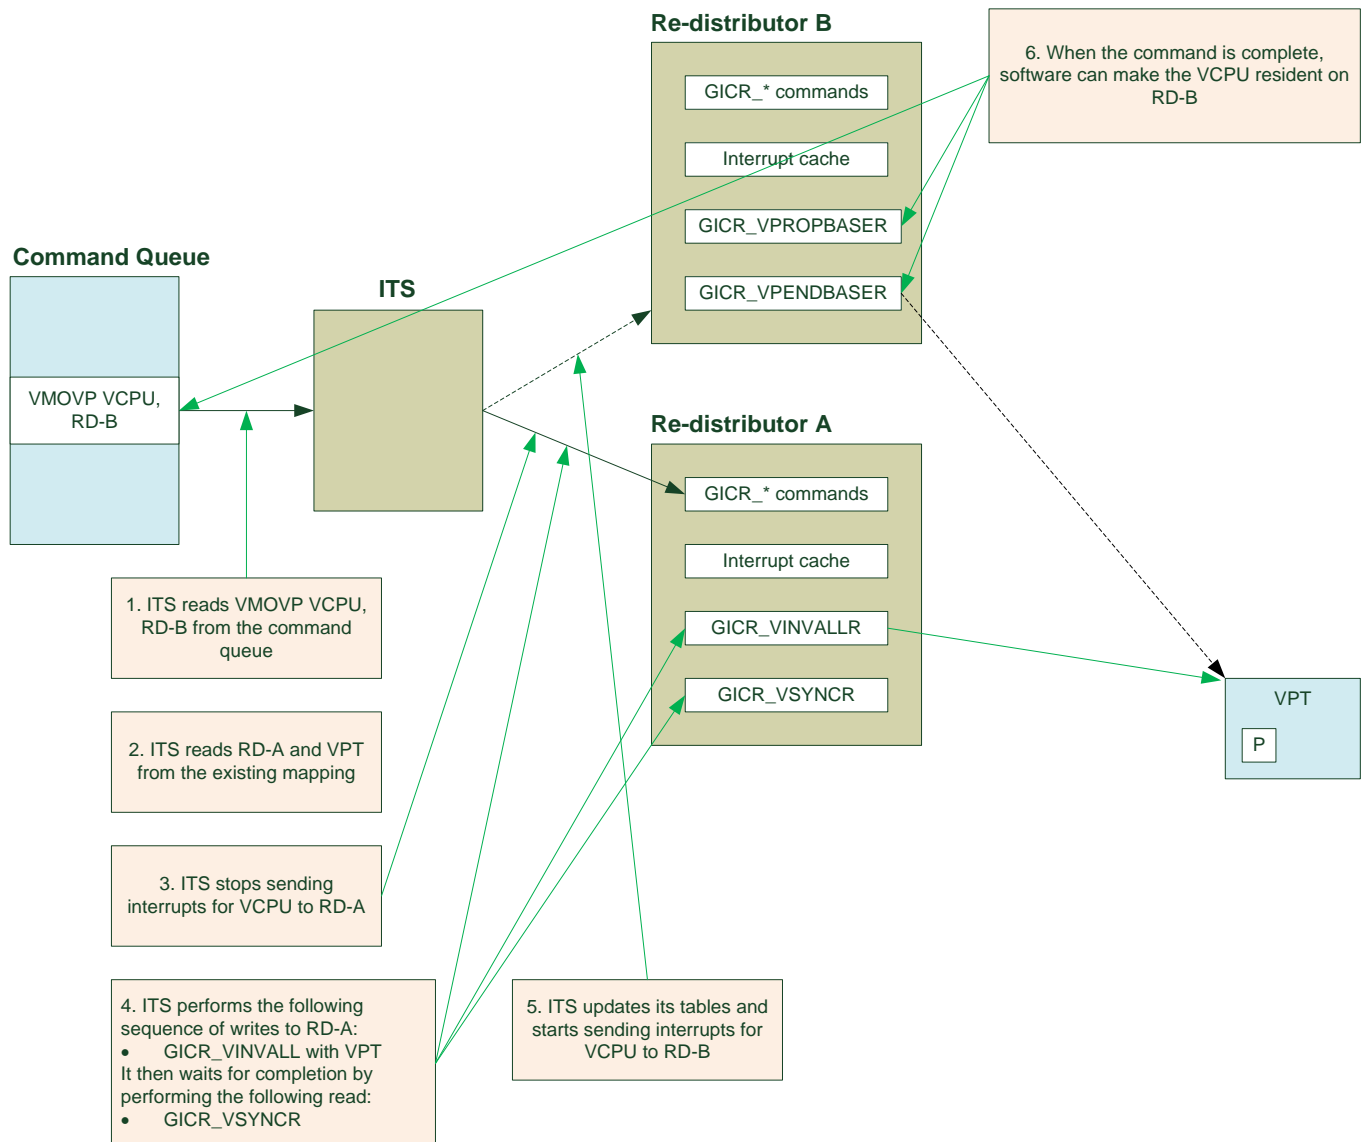 Re-distributor B
GICR_* commands
Interrupt cache
GICR_VPROPBASER
GICR_VPENDBASER
6. When the command is complete,
software can make the VCPU resident on
RD-B
Command Queue
VMOVP VCPU,
RD-B
ITS
Re-distributor A
GICR_* commands
Interrupt cache
GICR_VINVALLR
GICR_VSYNCR
VPT
P
1. ITS reads VMOVP VCPU,
RD-B from the command
queue
2. ITS reads RD-A and VPT
from the existing mapping
3. ITS stops sending
interrupts for VCPU to RD-A
4. ITS performs the following
sequence of writes to RD-A:
• GICR_VINVALL with VPT
It then waits for completion by
performing the following read:
• GICR_VSYNCR
5. ITS updates its tables and
starts sending interrupts for
VCPU to RD-B